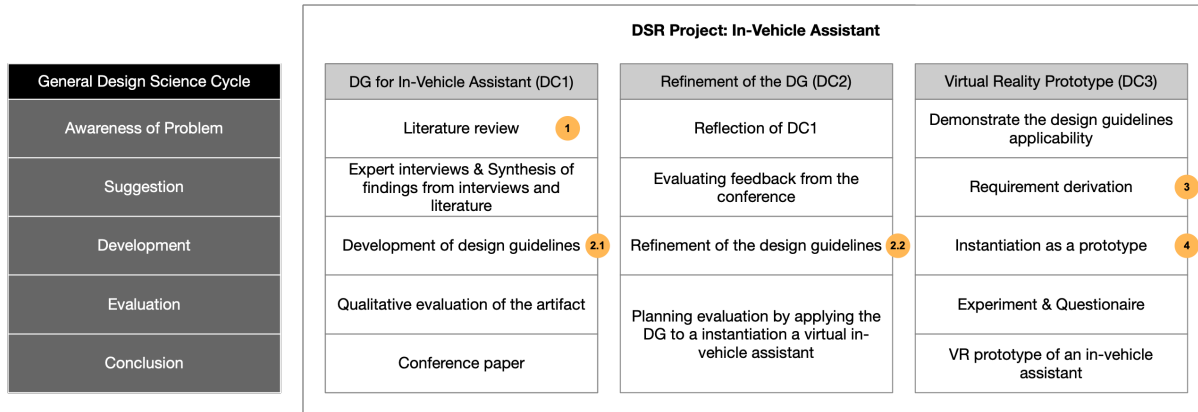 DSR Project: In-Vehicle Assistant
General Design Science Cycle
DG for In-Vehicle Assistant (DC1)
Refinement of the DG (DC2)
Virtual Reality Prototype (DC3)
Awareness of Problem
Literature review
1
Reflection of DC1
Demonstrate the design guidelines
applicability
Suggestion
Expert interviews & Synthesis of
findings from interviews and
literature
Evaluating feedback from the
conference
Requirement derivation
3
Development
Development of design guidelines
2.1
Refinement of the design guidelines
2.2
Instantiation as a prototype
4
Evaluation
Qualitative evaluation of the artifact
Planning evaluation by applying the
DG to a instantiation a virtual in-
vehicle assistant
Experiment & Questionaire
Conclusion
Conference paper
VR prototype of an in-vehicle
assistant